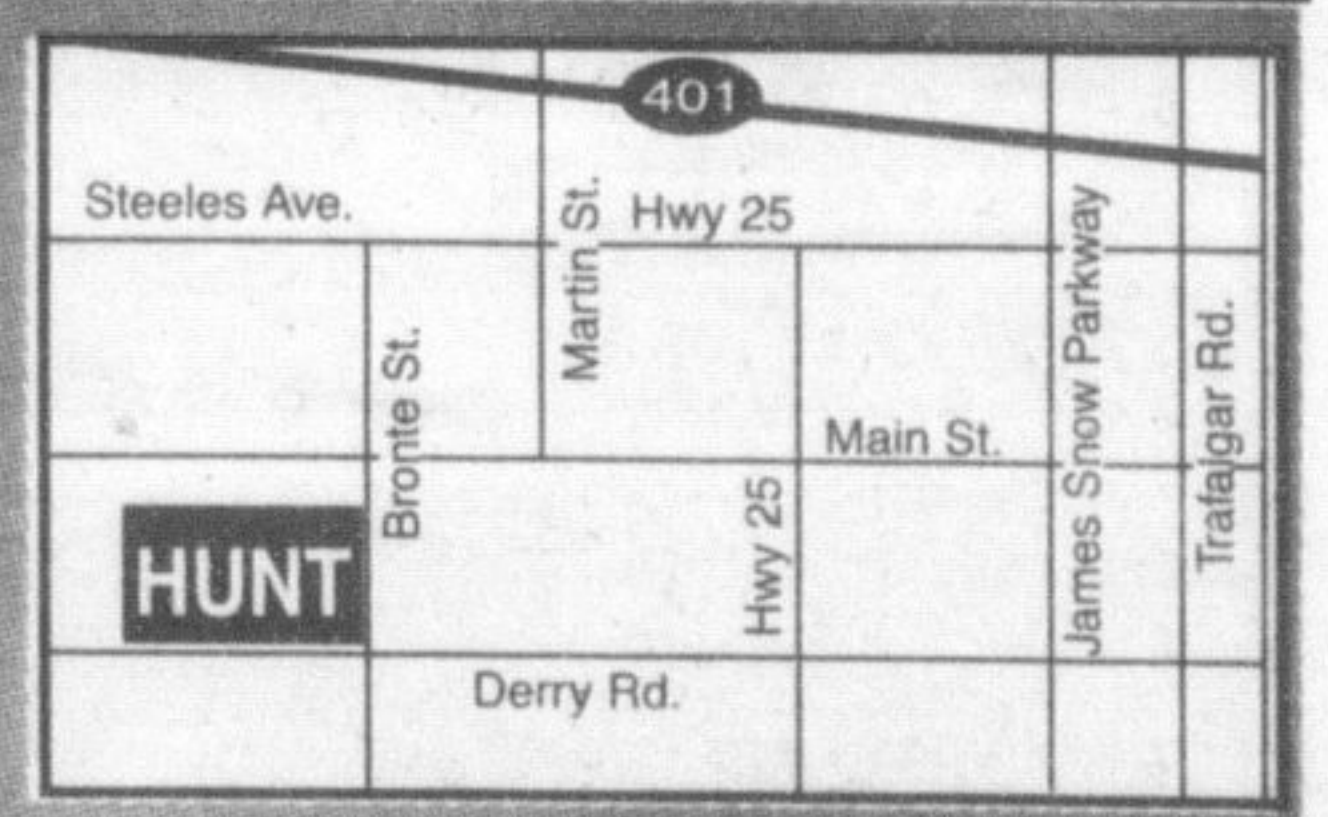 401
Steeles Ave.
Martin St.
Hwy 25
James Snow Parkway
Bronte St.
Trafalgar Rd.
Main St.
Hwy 25
HUNT
Derry Rd.